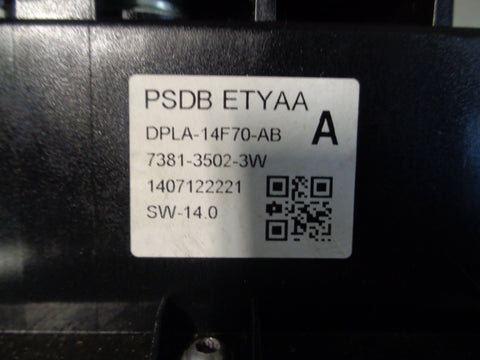 PSDB ETYAA
DPLA-14F70-AB
A
7381-3502-3W
1407122221
SW-14.0